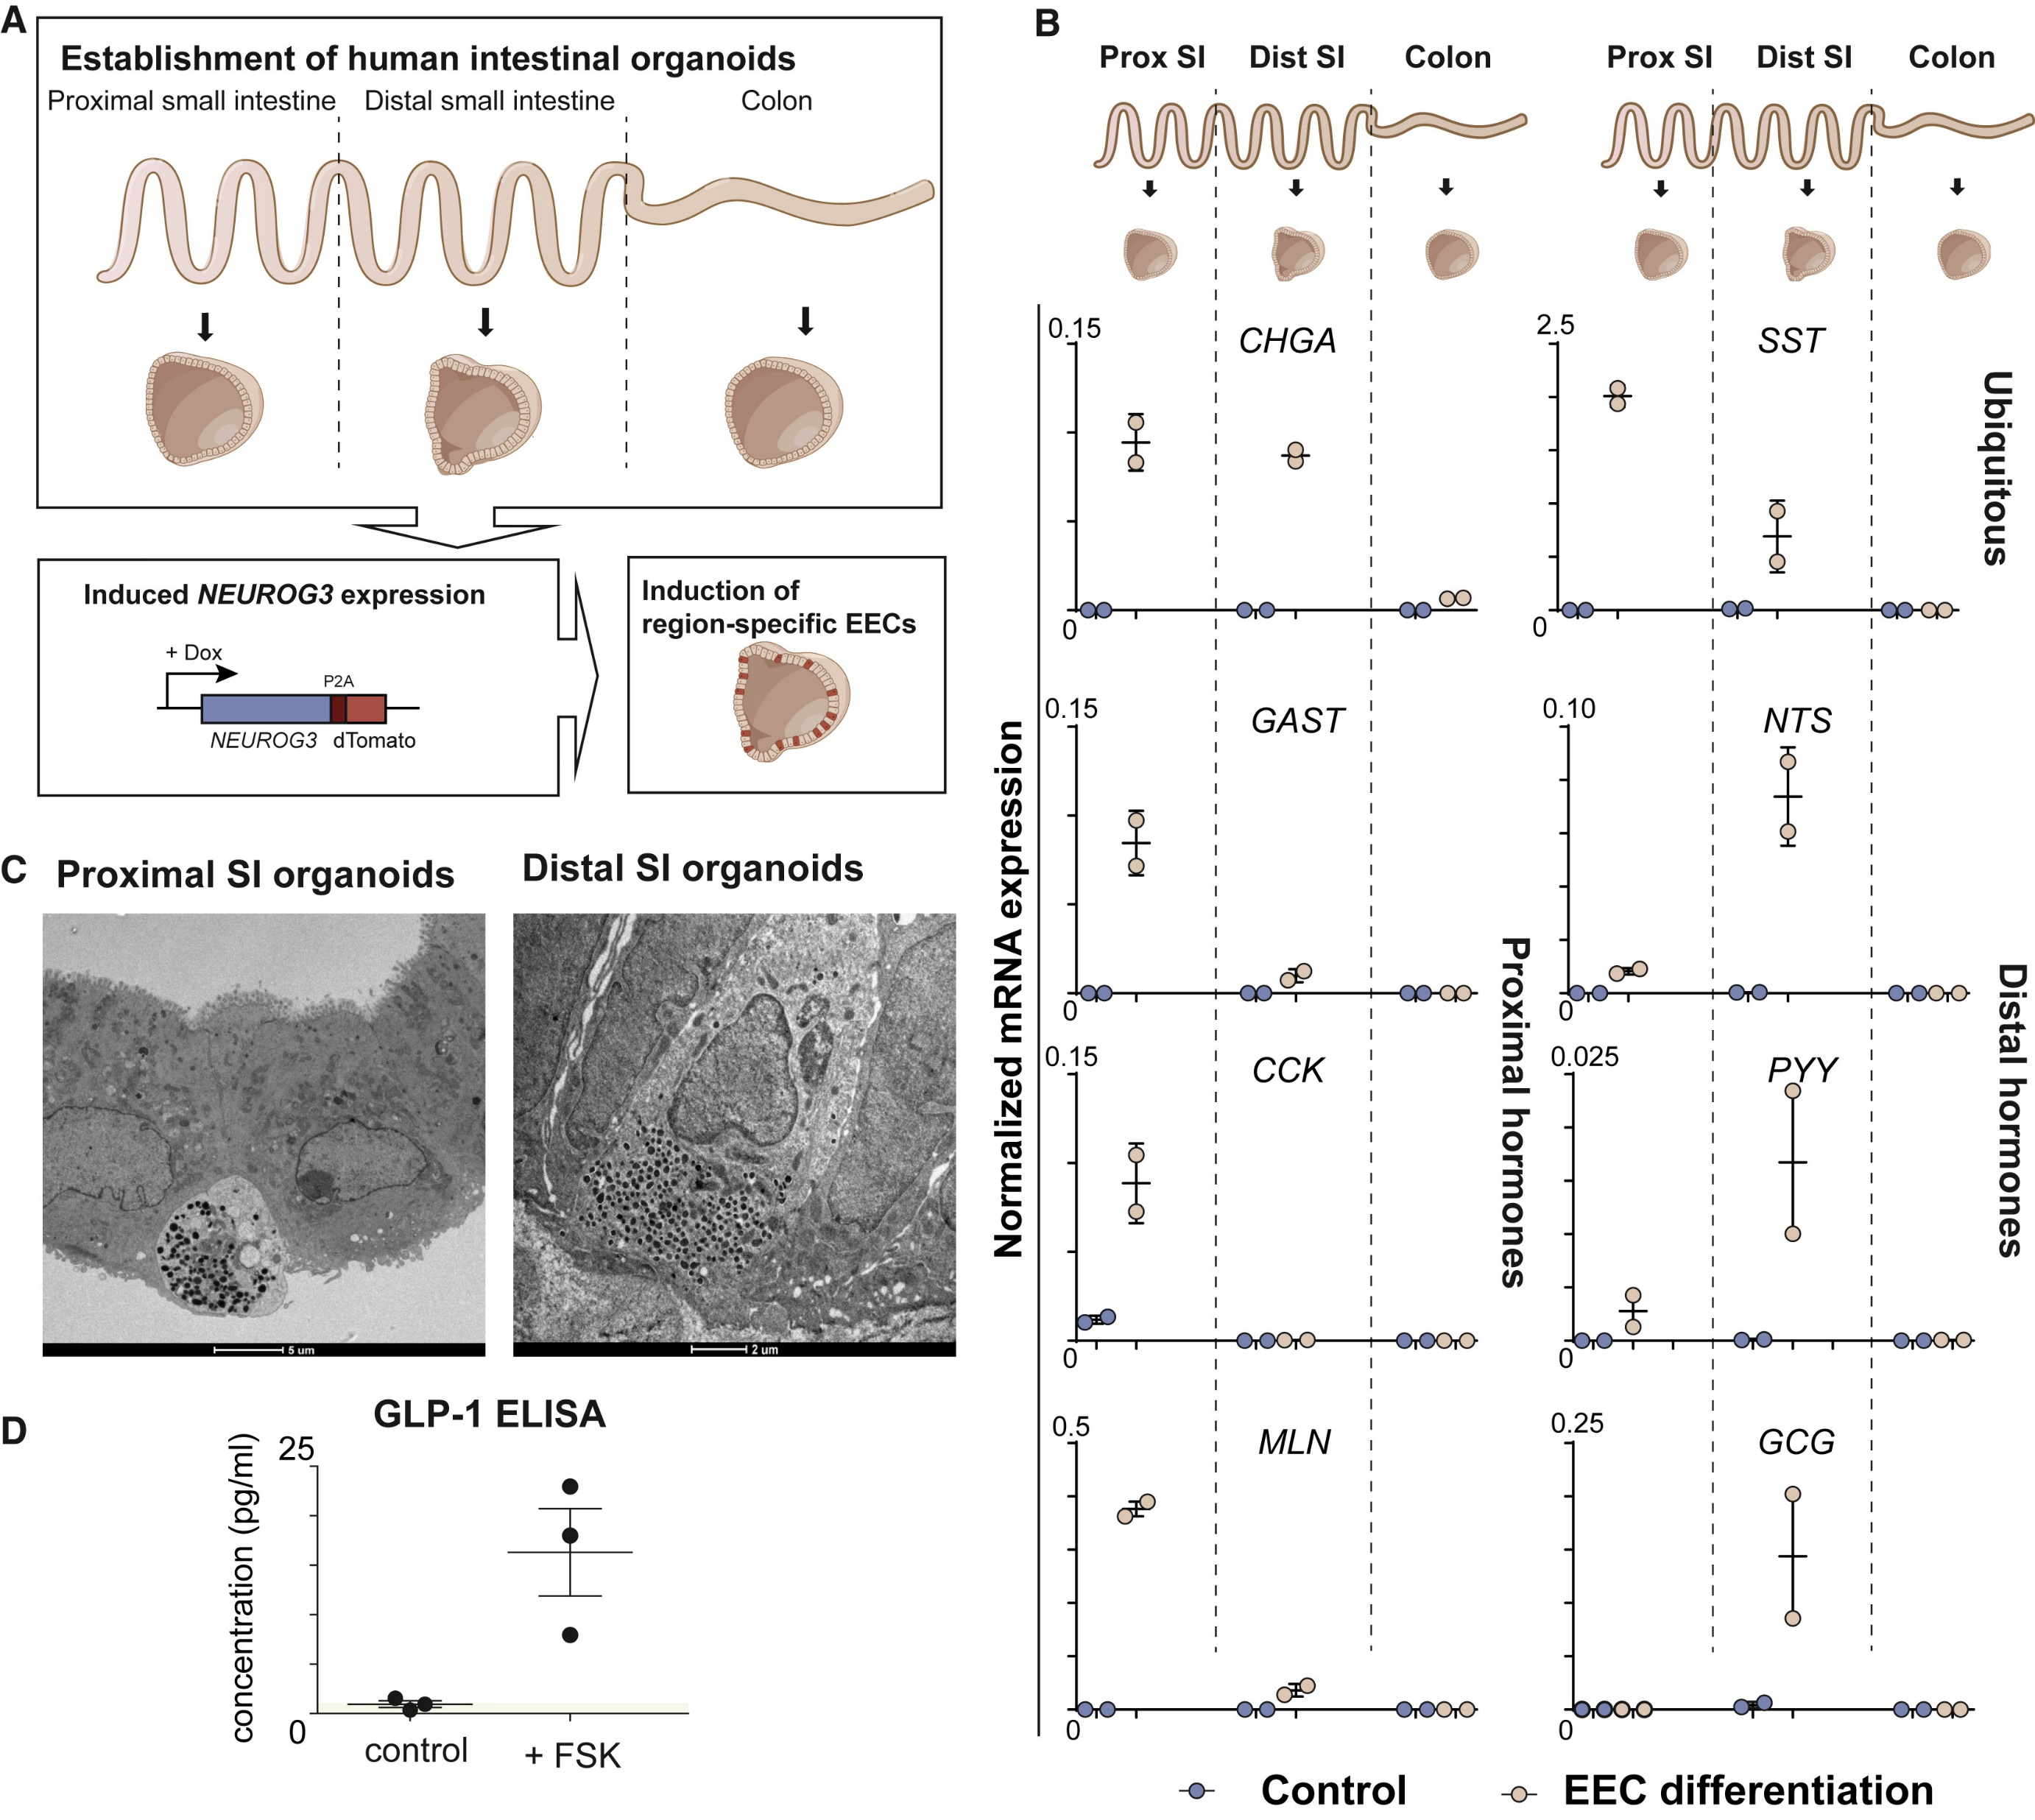 A
Establishment of human intestinal organoids
Proximal small intestine
Distal small intestine
Colon
Induced NEUROG3 expression
+ Dox
P2A
NEUROG3
dTomato
Induction of
region-specific EECs
B
Prox SI
Dist SI
Colon
Prox SI
Dist SI
Colon
Normalized mRNA expression
0.15
CHGA
0
2.5
SST
0
Ubiquitous
0.15
GAST
0
0.10
NTS
0
Proximal hormones
Distal hormones
0.15
CCK
0
0.025
PYY
0
0.5
MLN
0
0.25
GCG
0
Control
EEC differentiation
C
Proximal SI organoids
Distal SI organoids
5 um
2 um
D
GLP-1 ELISA
concentration (pg/ml)
25
0
control
+ FSK